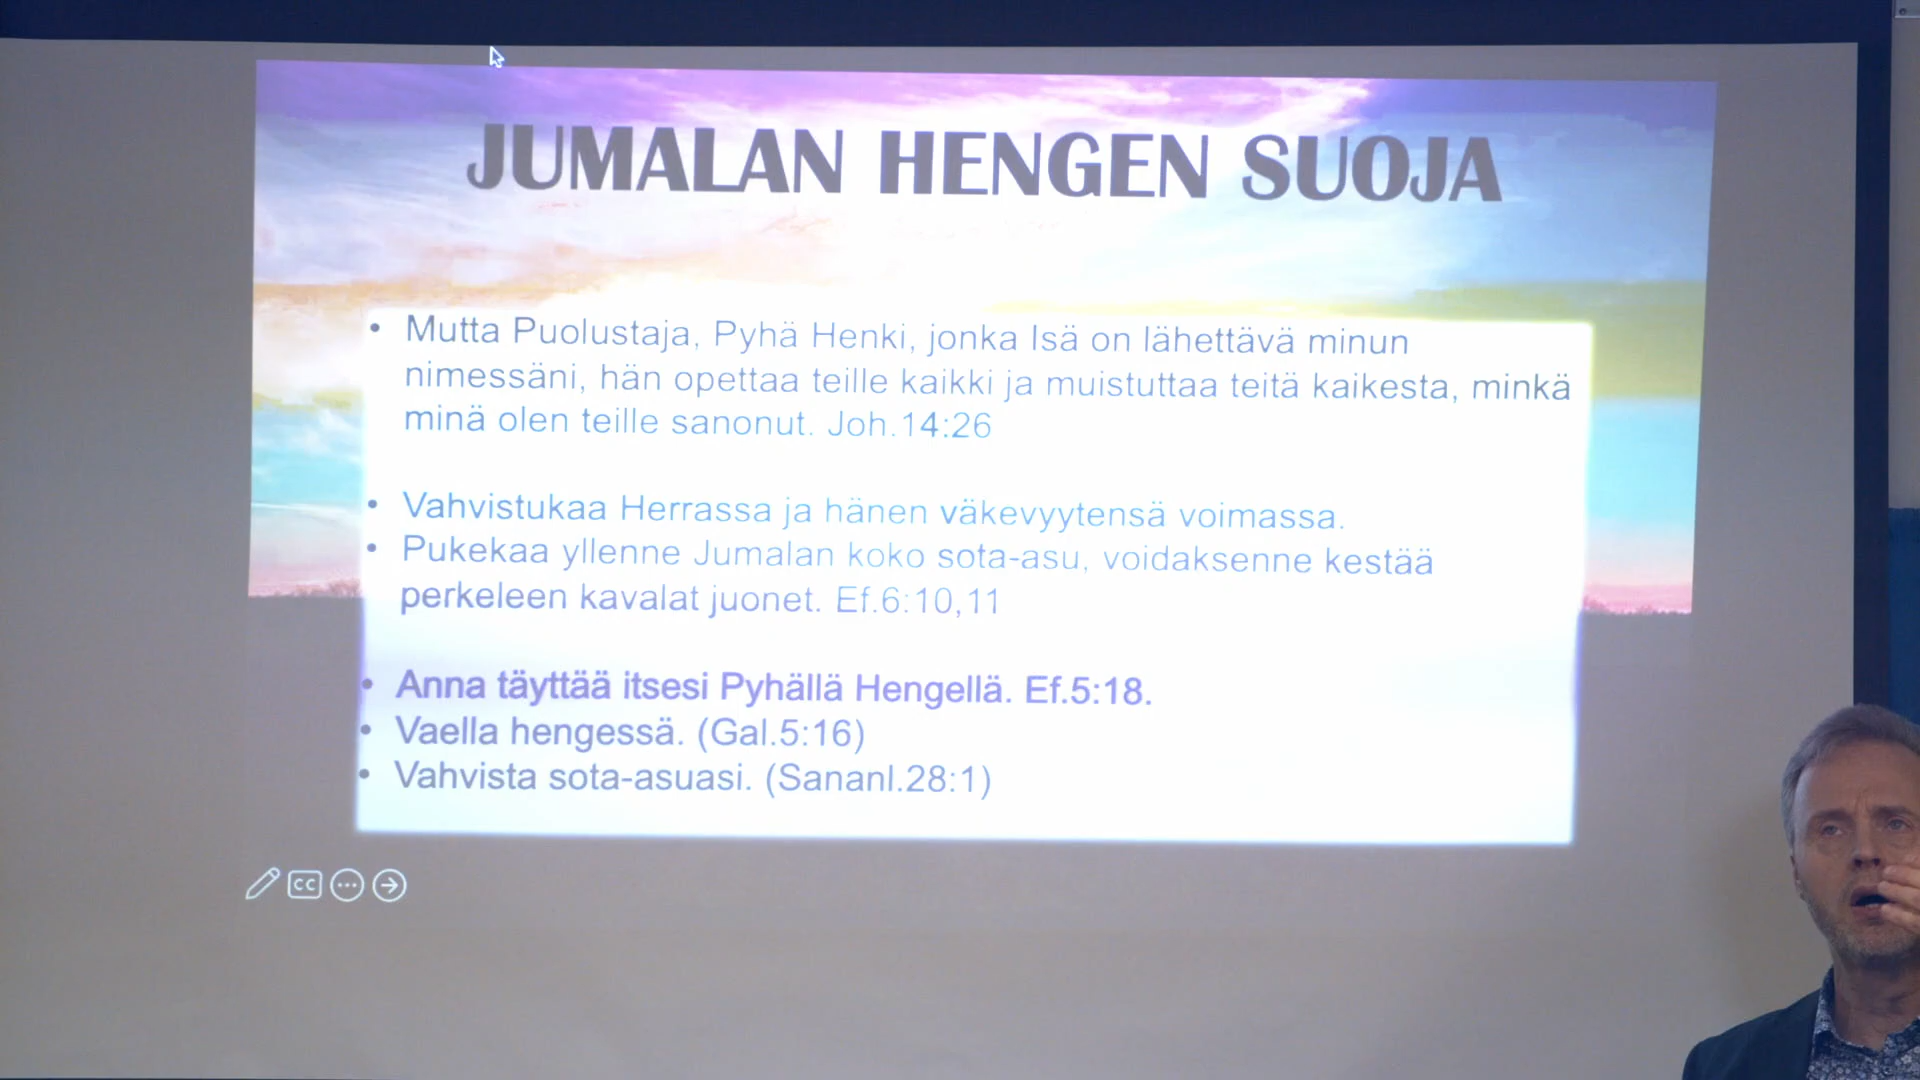 JUMALAN HENGEN SUOJA
• Mutta Puolustaja, Pyhä Henki, jonka Isä on lähettävä minun
nimessäni, hän opettaa teille kaikki ja muistuttaa teitä kaikesta, minkä
minä olen teille sanonut. Joh.14:26
• Vahvistukaa Herrassa ja hänen väkevyytensä voimassa.
• Pukekaa yllenne Jumalan koko sota-asu, voidaksenne kestää
perkeleen kavalat juonet. Ef.6:10,11
• Anna täyttää itsesi Pyhällä Hengellä. Ef.5:18.
• Vaella hengessä. (Gal.5:16)
• Vahvista sota-asuasi. (Sananl.28:1)
CC